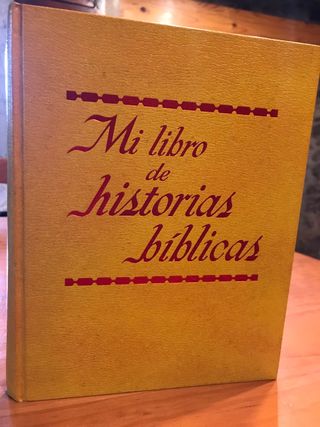 Mi libro
de
historias
bíblicas